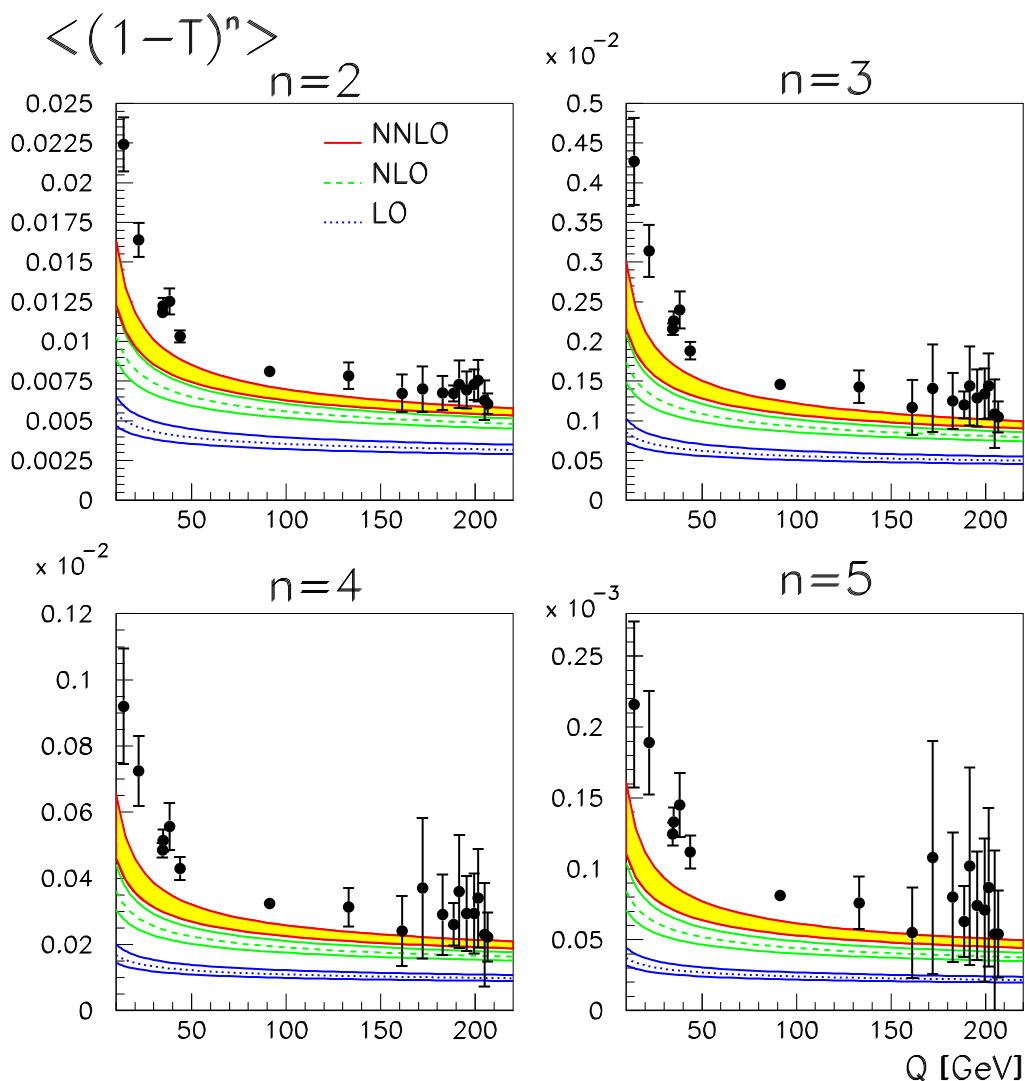 <(1−T)ⁿ>
n=2
0.025
0.0225
0.02
0.0175
0.015
0.0125
0.01
0.0075
0.005
0.0025
0
NNLO
NLO
LO
50 100 150 200
x 10⁻²
n=3
0.5
0.45
0.4
0.35
0.3
0.25
0.2
0.15
0.1
0.05
0
50 100 150 200
x 10⁻²
n=4
0.12
0.1
0.08
0.06
0.04
0.02
0
50 100 150 200
x 10⁻³
n=5
0.25
0.2
0.15
0.1
0.05
0
50 100 150 200
Q [GeV]